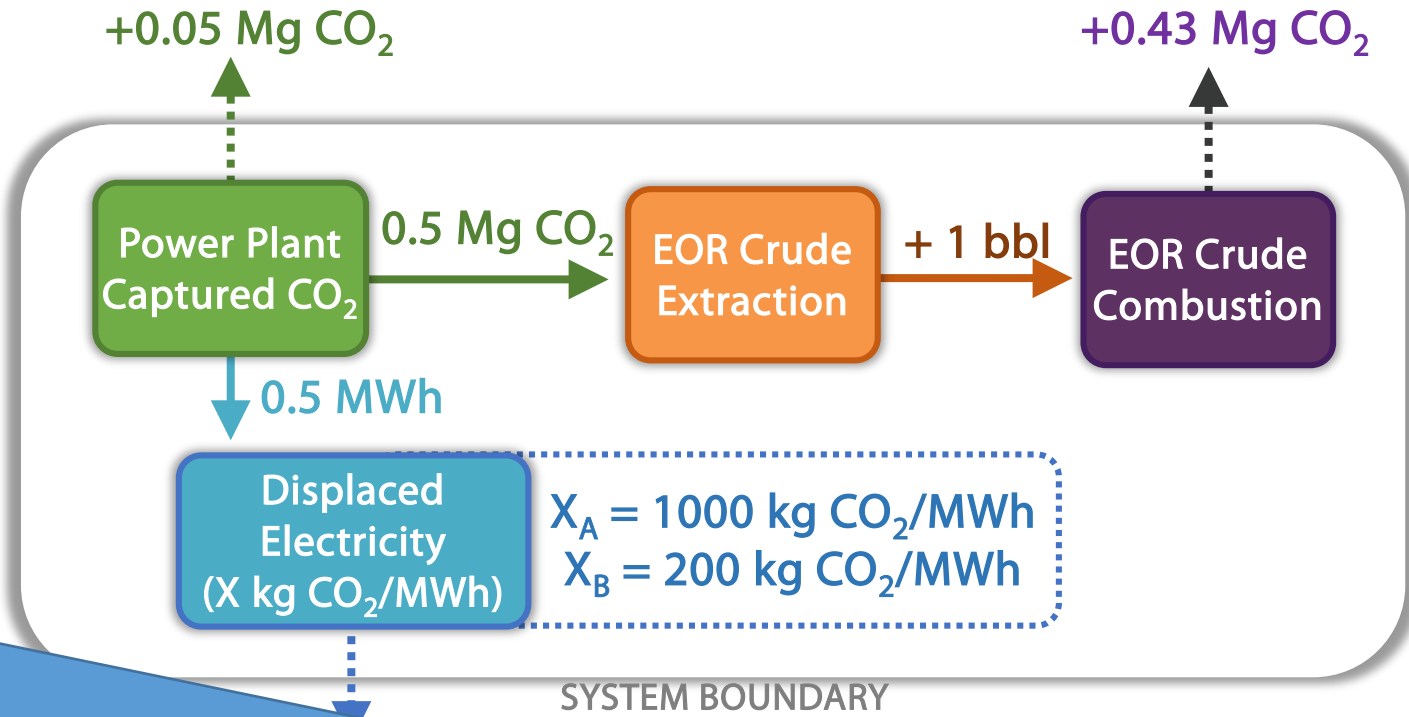 +0.05 Mg CO₂
+0.43 Mg CO₂
Power Plant
Captured CO₂
0.5 Mg CO₂
EOR Crude
Extraction
+ 1 bbl
EOR Crude
Combustion
0.5 MWh
Displaced
Electricity
(X kg CO₂/MWh)
X_A = 1000 kg CO₂/MWh
X_B = 200 kg CO₂/MWh
SYSTEM BOUNDARY